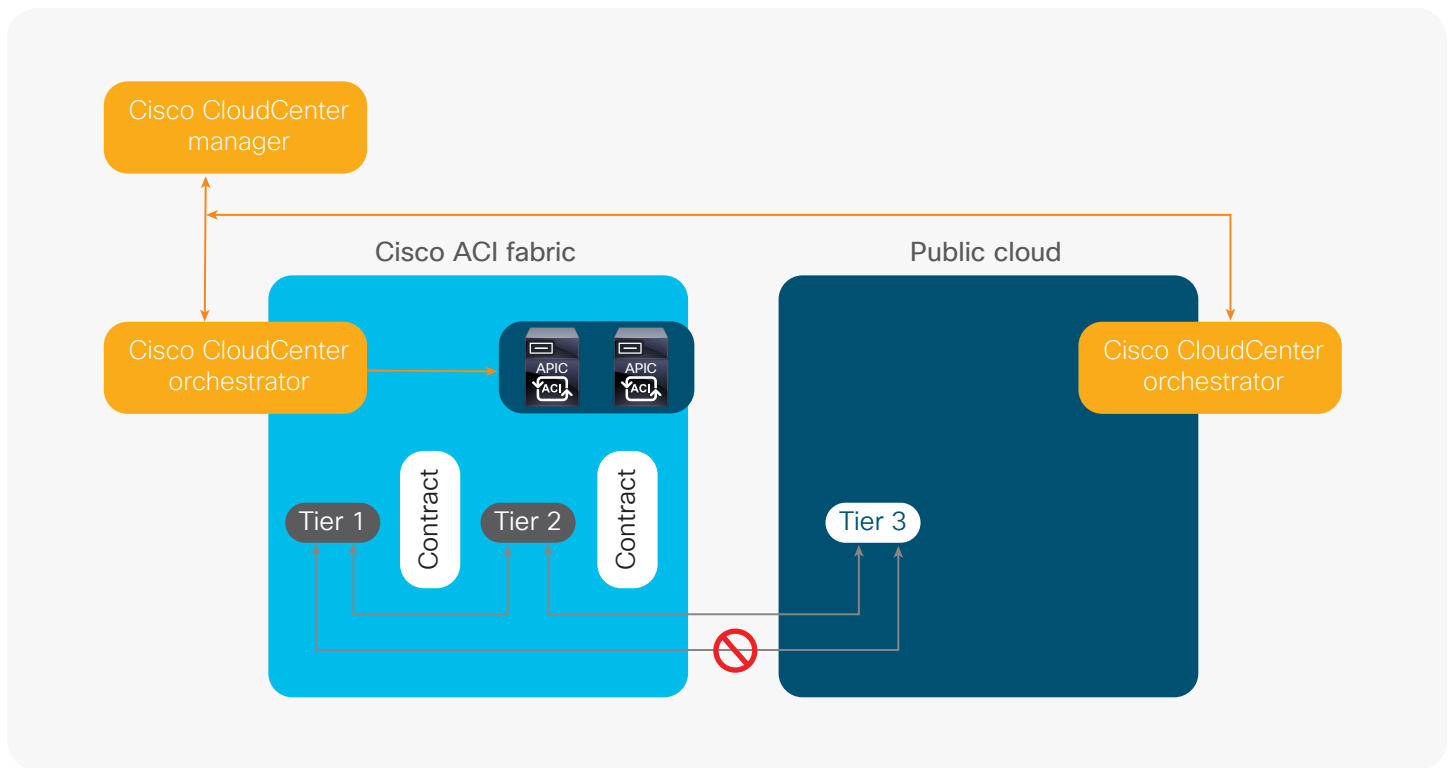 Cisco CloudCenter
manager
Cisco ACI fabric
Public cloud
Cisco CloudCenter
orchestrator
APIC
ACI
APIC
ACI
Cisco CloudCenter
orchestrator
Contract
Contract
Tier 1
Tier 2
Tier 3